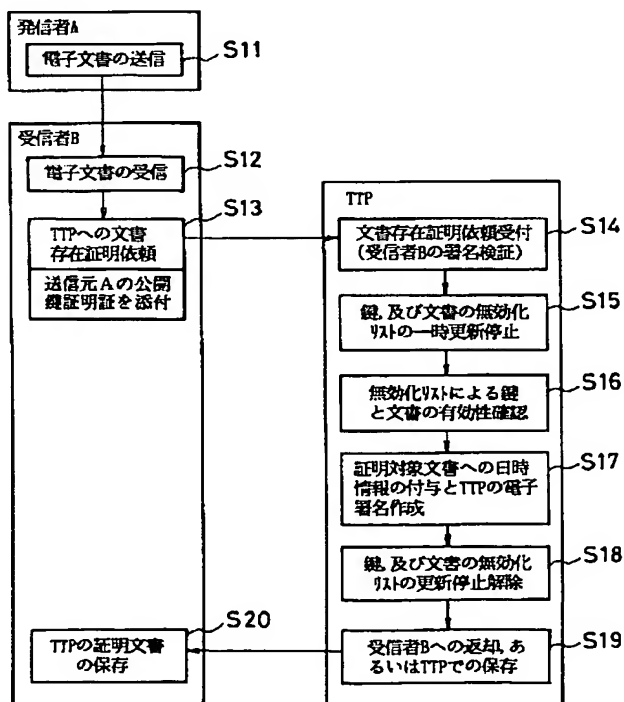 発信者A
電子文書の送信
S11
受信者B
電子文書の受信
S12
TTPへの文書
存在証明依頼
S13
送信元Aの公開
鍵証明証を添付
TTP
文書存在証明依頼受付
(受信者Bの署名検証)
S14
鍵,及び文書の無効化
リストの一時更新停止
S15
無効化リストによる鍵
と文書の有効性確認
S16
証明対象文書への日時
情報の付与とTTPの電子
署名作成
S17
鍵,及び文書の無効化
リストの更新停止解除
S18
受信者Bへの返却,あ
るいはTTPでの保存
S19
TTPの証明文書
の保存
S20